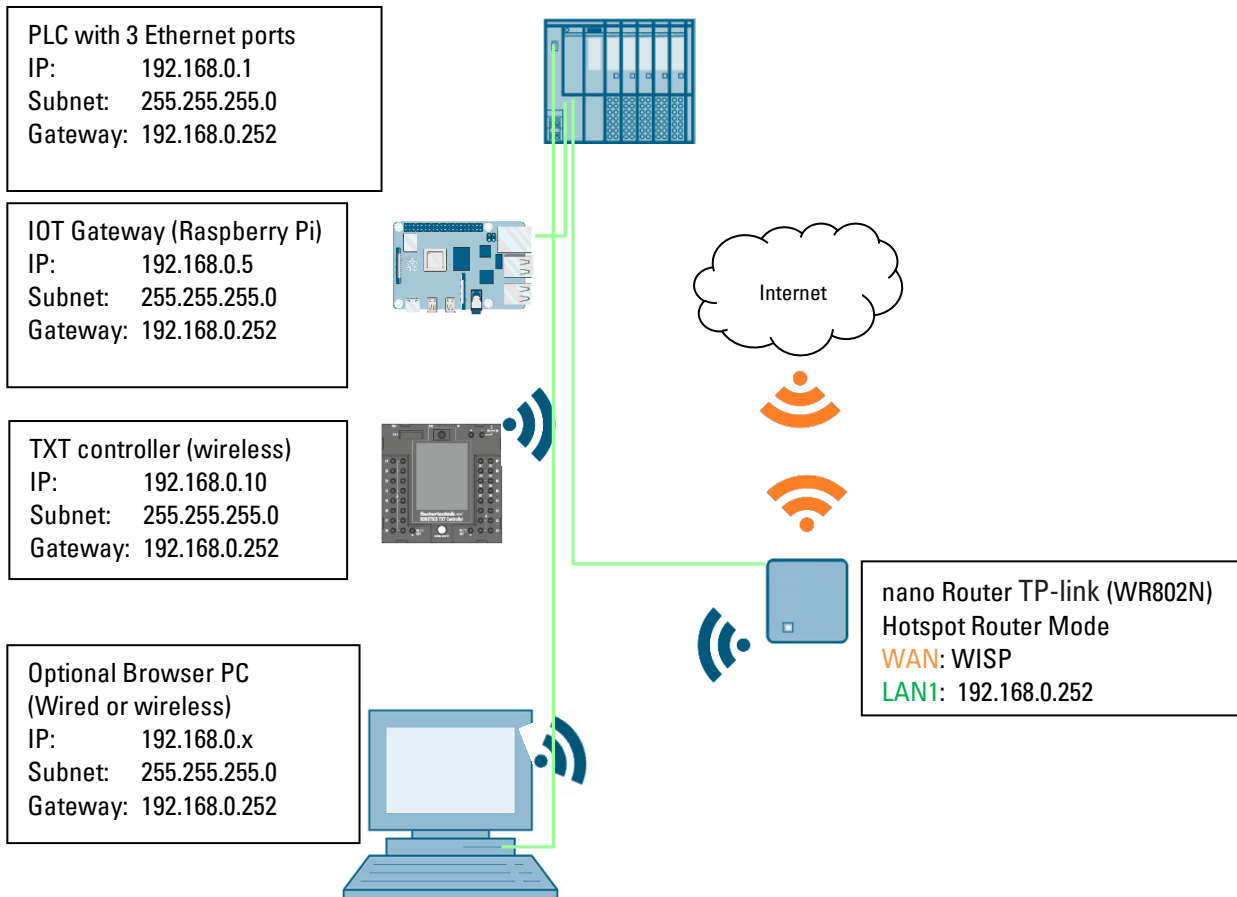 PLC with 3 Ethernet ports
IP: 192.168.0.1
Subnet: 255.255.255.0
Gateway: 192.168.0.252
IOT Gateway (Raspberry Pi)
IP: 192.168.0.5
Subnet: 255.255.255.0
Gateway: 192.168.0.252
Internet
TXT controller (wireless)
IP: 192.168.0.10
Subnet: 255.255.255.0
Gateway: 192.168.0.252
nano Router TP-link (WR802N)
Hotspot Router Mode
WAN: WISP
LAN1: 192.168.0.252
Optional Browser PC
(Wired or wireless)
IP: 192.168.0.x
Subnet: 255.255.255.0
Gateway: 192.168.0.252